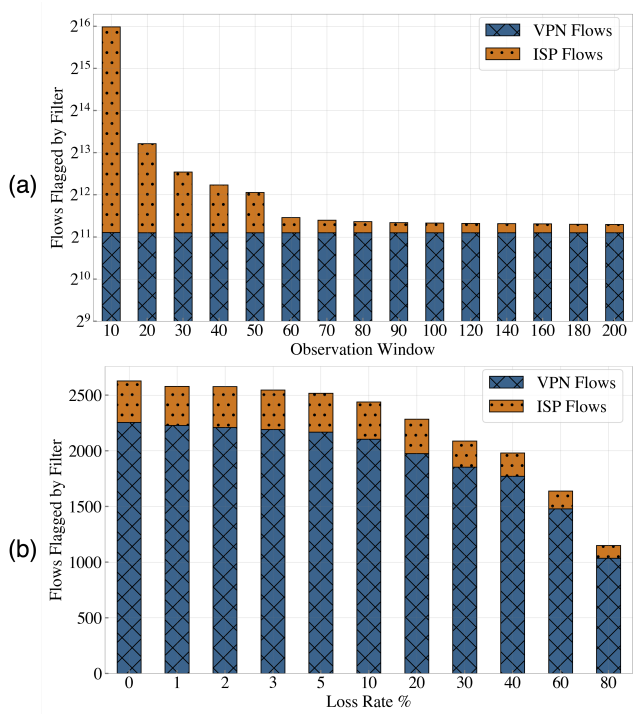 (a)
Flows Flagged by Filter
2^16
2^15
2^14
2^13
2^12
2^11
2^10
2^9
VPN Flows
ISP Flows
10 20 30 40 50 60 70 80 90 100 120 140 160 180 200
Observation Window
(b)
Flows Flagged by Filter
2500
2000
1500
1000
500
0
VPN Flows
ISP Flows
0 1 2 3 5 10 20 30 40 60 80
Loss Rate %